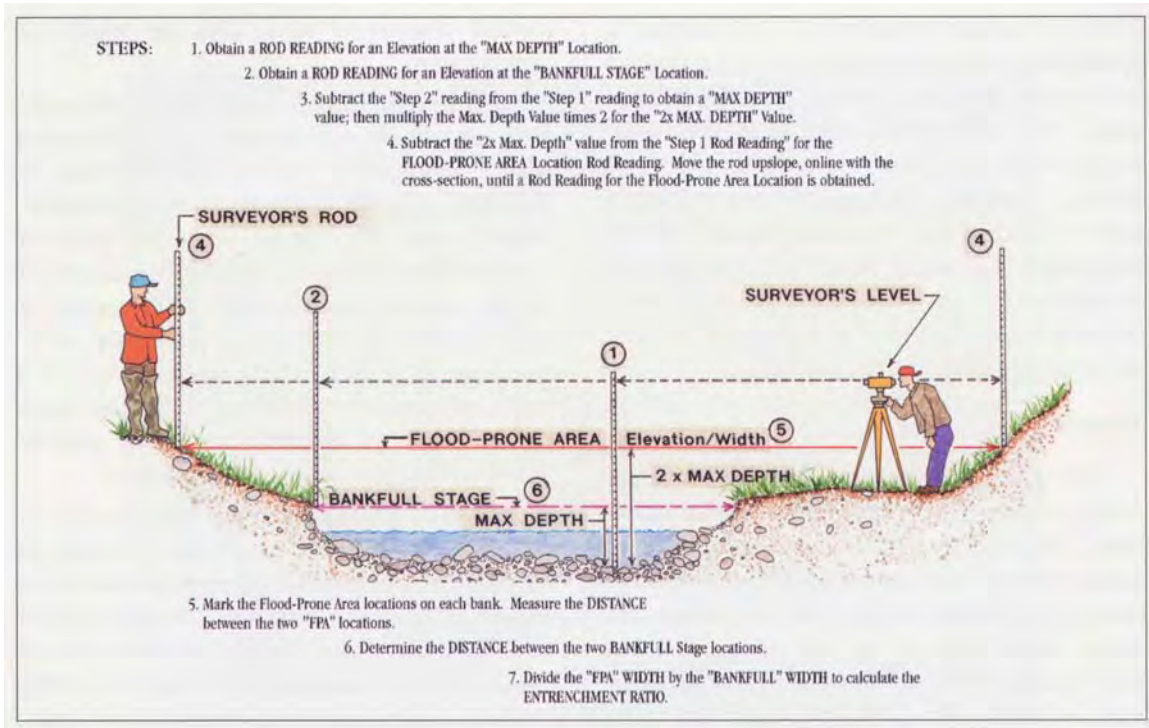 STEPS: 1. Obtain a ROD READING for an Elevation at the "MAX DEPTH" Location.
2. Obtain a ROD READING for an Elevation at the "BANKFULL STAGE" Location.
3. Subtract the "Step 2" reading from the "Step 1" reading to obtain a "MAX DEPTH"
value; then multiply the Max. Depth Value times 2 for the "2x MAX. DEPTH" Value.
4. Subtract the "2x Max. Depth" value from the "Step 1 Rod Reading" for the
FLOOD-PRONE AREA Location Rod Reading. Move the rod upslope, online with the
cross-section, until a Rod Reading for the Flood-Prone Area Location is obtained.
SURVEYOR'S ROD
4
4
2
SURVEYOR'S LEVEL
1
FLOOD-PRONE AREA Elevation/Width 5
2 x MAX DEPTH
BANKFULL STAGE 6
MAX DEPTH
5. Mark the Flood-Prone Area locations on each bank. Measure the DISTANCE
between the two "FPA" locations.
6. Determine the DISTANCE between the two BANKFULL Stage locations.
7. Divide the "FPA" WIDTH by the "BANKFULL" WIDTH to calculate the
ENTRENCHMENT RATIO.